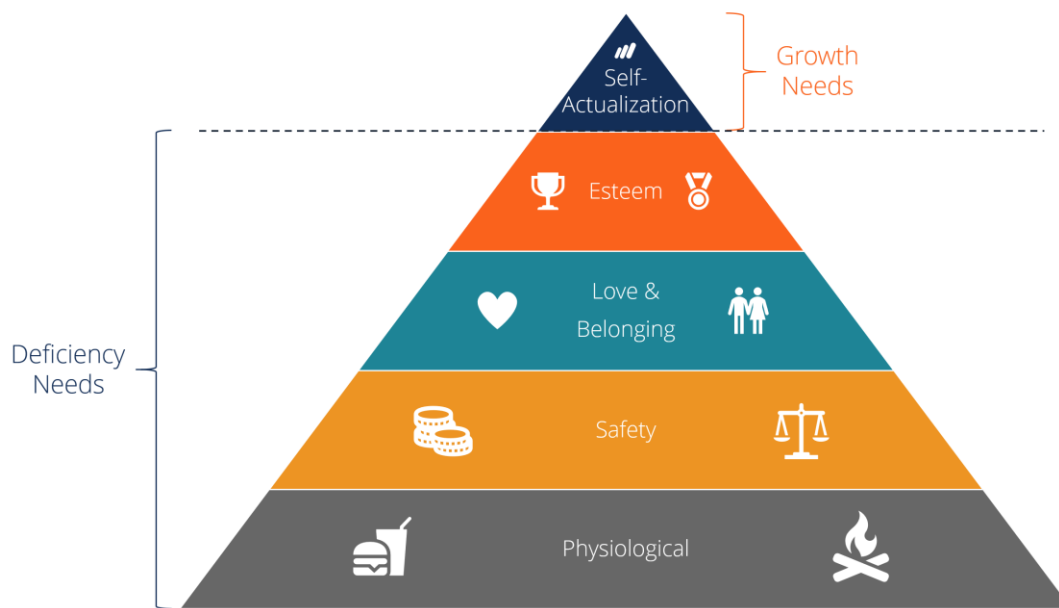 Self-
Actualization
Growth
Needs
Esteem
Love &
Belonging
Deficiency
Needs
Safety
Physiological